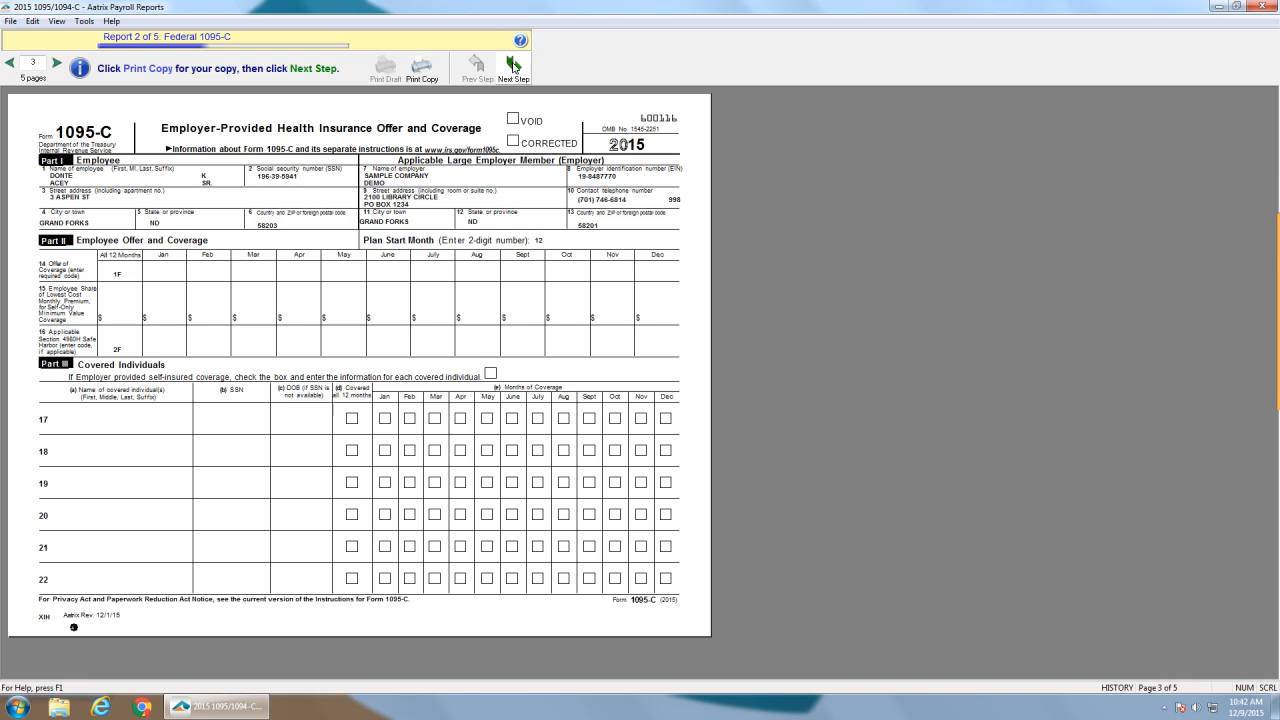 2015 1095/1094-C - Aatrix Payroll Reports
File Edit View Tools Help
Report 2 of 5: Federal 1095-C
3
5 pages
Click Print Copy for your copy, then click Next Step.
Print Draft Print Copy Prev Step Next Step
Form 1095-C
Department of the Treasury
Internal Revenue Service
Employer-Provided Health Insurance Offer and Coverage
▶Information about Form 1095-C and its separate instructions is at www.irs.gov/form1095c.
VOID
CORRECTED
600116
OMB No. 1545-2251
2015
Part I Employee Applicable Large Employer Member (Employer)
1 Name of employee (First, MI, Last, Suffix) 2 Social security number (SSN) 7 Name of employer 8 Employer identification number (EIN)
DONTE K 196-39-5941 SAMPLE COMPANY 19-8487770
ACEY SR. DEMO
3 Street address (including apartment no.) 9 Street address (including room or suite no.) 10 Contact telephone number
3 ASPEN ST 2100 LIBRARY CIRCLE (701) 746-6814 998
PO BOX 1234
4 City or town 5 State or province 6 Country and ZIP or foreign postal code 11 City or town 12 State or province 13 Country and ZIP or foreign postal code
GRAND FORKS ND 58203 GRAND FORKS ND 58201
Part II Employee Offer and Coverage Plan Start Month (Enter 2-digit number): 12
All 12 Months Jan Feb Mar Apr May June July Aug Sept Oct Nov Dec
14 Offer of
Coverage (enter
required code) 1F
15 Employee Share
of Lowest Cost
Monthly Premium,
for Self-Only
Minimum Value
Coverage $ $ $ $ $ $ $ $ $ $ $ $ $
16 Applicable
Section 4980H Safe
Harbor (enter code,
if applicable) 2F
Part III Covered Individuals
If Employer provided self-insured coverage, check the box and enter the information for each covered individual.
(a) Name of covered individual(s)
(First, Middle, Last, Suffix)
(b) SSN
(c) DOB (if SSN is
not available)
(d) Covered
all 12 months
(e) Months of Coverage
Jan Feb Mar Apr May June July Aug Sept Oct Nov Dec
17
18
19
20
21
22
For Privacy Act and Paperwork Reduction Act Notice, see the current version of the Instructions for Form 1095-C. Form 1095-C (2015)
XIH Aatrix Rev. 12/1/15
For Help, press F1 HISTORY Page 3 of 5 NUM SCRL
2015 1095/1094-C-...
10:42 AM
12/9/2015